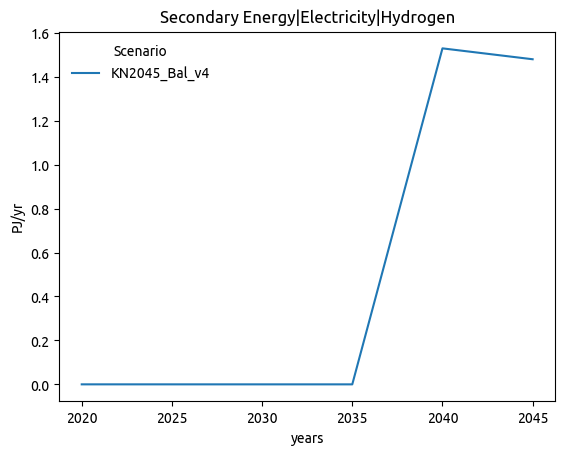 Secondary Energy|Electricity|Hydrogen
1.6
1.4
1.2
1.0
0.8
0.6
0.4
0.2
0.0
PJ/yr
Scenario
KN2045_Bal_v4
2020 2025 2030 2035 2040 2045
years